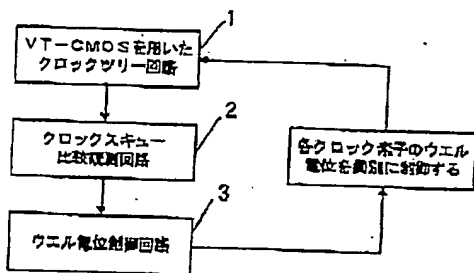 1
VT-CMOSを用いた
クロックツリー回路
2
クロックスキュー
比較観測回路
3
ウエル電位制御回路
各クロック素子のウエル
電位を個別に制御する